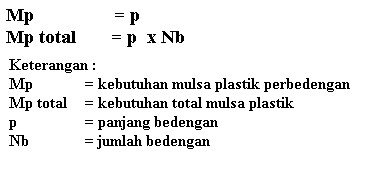 Mp = p
Mp total = p x Nb
Keterangan :
Mp = kebutuhan mulsa plastik perbedengan
Mp total = kebutuhan total mulsa plastik
p = panjang bedengan
Nb = jumlah bedengan